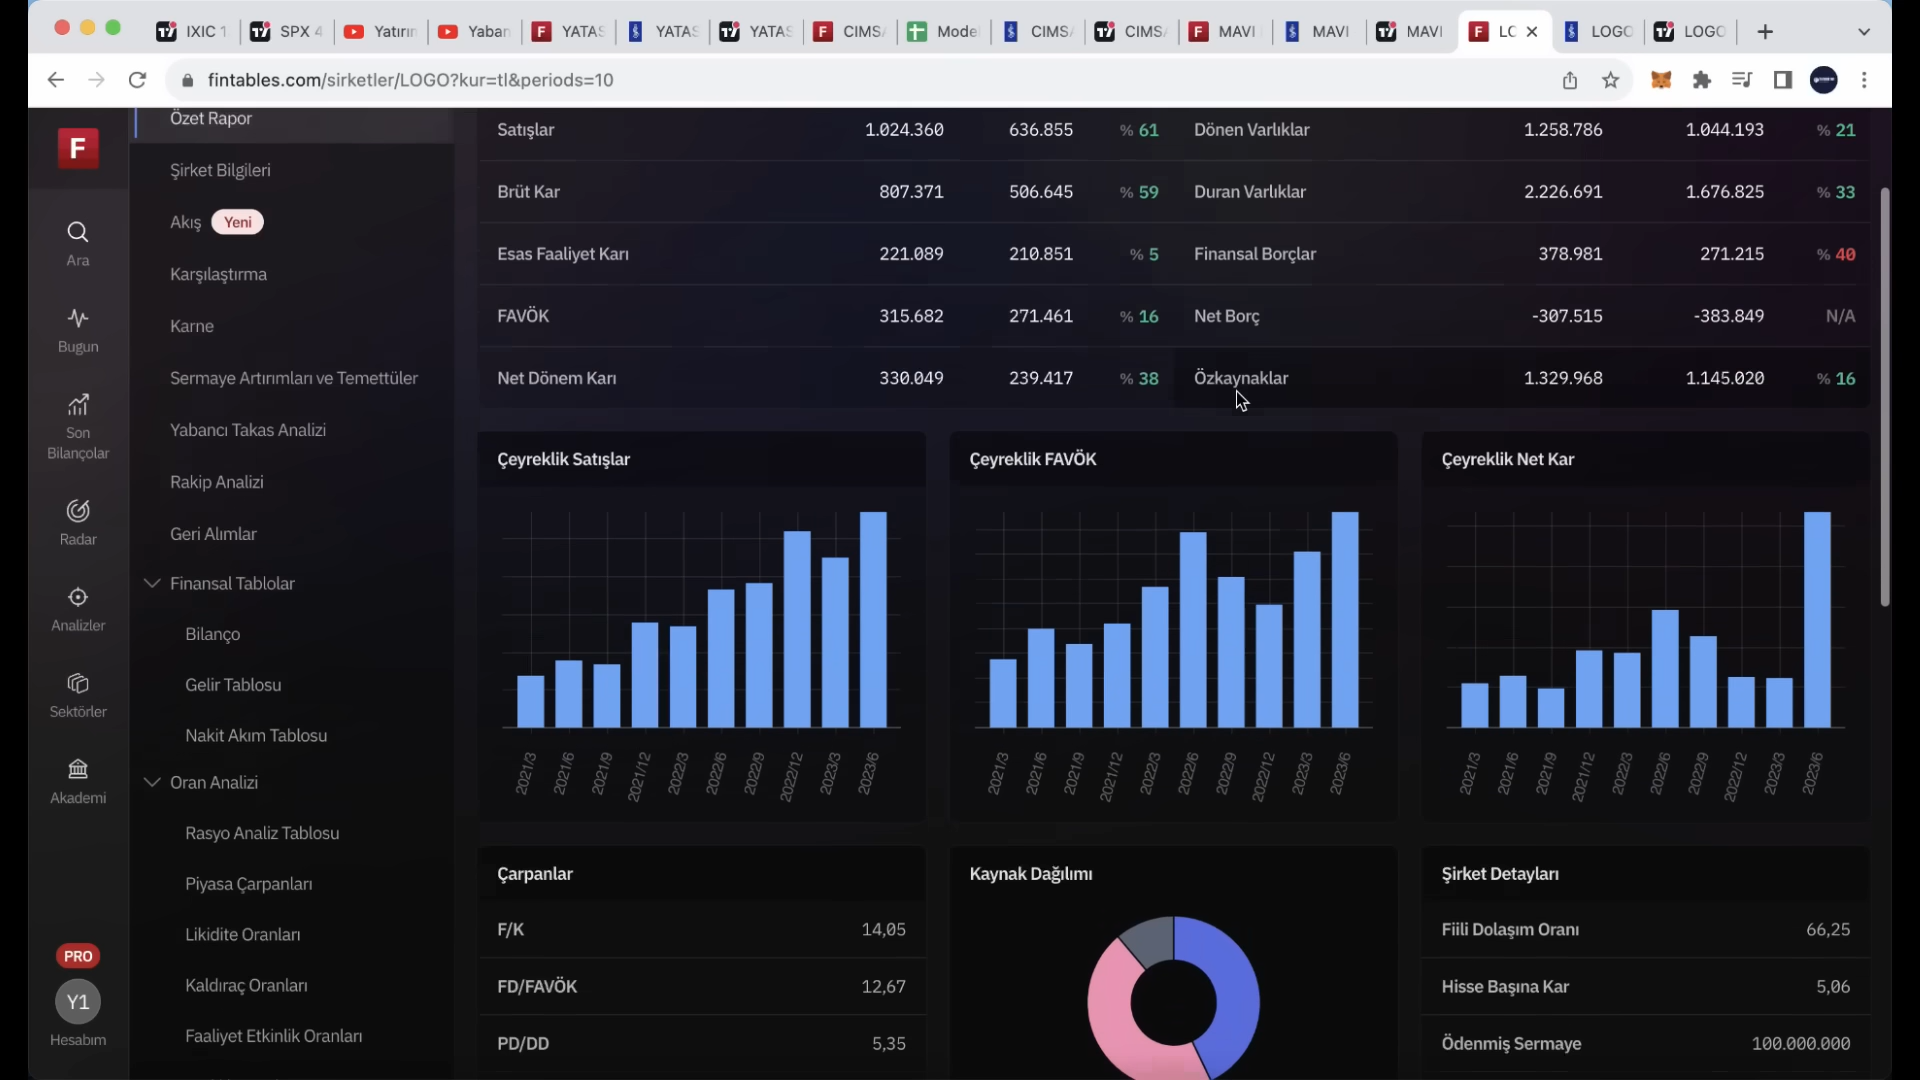 IXIC 1
SPX 4
Yatırım
Yaban
YATAS
YATAS
YATAS
CIMSA
Mode
CIMSA
CIMSA
MAVI
MAVI
MAVI
LO
LOGO
LOGO
fintables.com/sirketler/LOGO?kur=tl&periods=10
F
Ara
Bugun
Son
Bilançolar
Radar
Analizler
Sektörler
Akademi
PRO
Y1
Hesabım
Özet Rapor
Şirket Bilgileri
Akış Yeni
Karşılaştırma
Karne
Sermaye Artırımları ve Temettüler
Yabancı Takas Analizi
Rakip Analizi
Geri Alımlar
Finansal Tablolar
Bilanço
Gelir Tablosu
Nakit Akım Tablosu
Oran Analizi
Rasyo Analiz Tablosu
Piyasa Çarpanları
Likidite Oranları
Kaldıraç Oranları
Faaliyet Etkinlik Oranları
Satışlar 1.024.360 636.855 % 61 Dönen Varlıklar 1.258.786 1.044.193 % 21
Brüt Kar 807.371 506.645 % 59 Duran Varlıklar 2.226.691 1.676.825 % 33
Esas Faaliyet Karı 221.089 210.851 % 5 Finansal Borçlar 378.981 271.215 % 40
FAVÖK 315.682 271.461 % 16 Net Borç -307.515 -383.849 N/A
Net Dönem Karı 330.049 239.417 % 38 Özkaynaklar 1.329.968 1.145.020 % 16
Çeyreklik Satışlar
2021/3 2021/6 2021/9 2021/12 2022/3 2022/6 2022/9 2022/12 2023/3 2023/6
Çeyreklik FAVÖK
2021/3 2021/6 2021/9 2021/12 2022/3 2022/6 2022/9 2022/12 2023/3 2023/6
Çeyreklik Net Kar
2021/3 2021/6 2021/9 2021/12 2022/3 2022/6 2022/9 2022/12 2023/3 2023/6
Çarpanlar
F/K 14,05
FD/FAVÖK 12,67
PD/DD 5,35
Kaynak Dağılımı
Şirket Detayları
Fiili Dolaşım Oranı 66,25
Hisse Başına Kar 5,06
Ödenmiş Sermaye 100.000.000